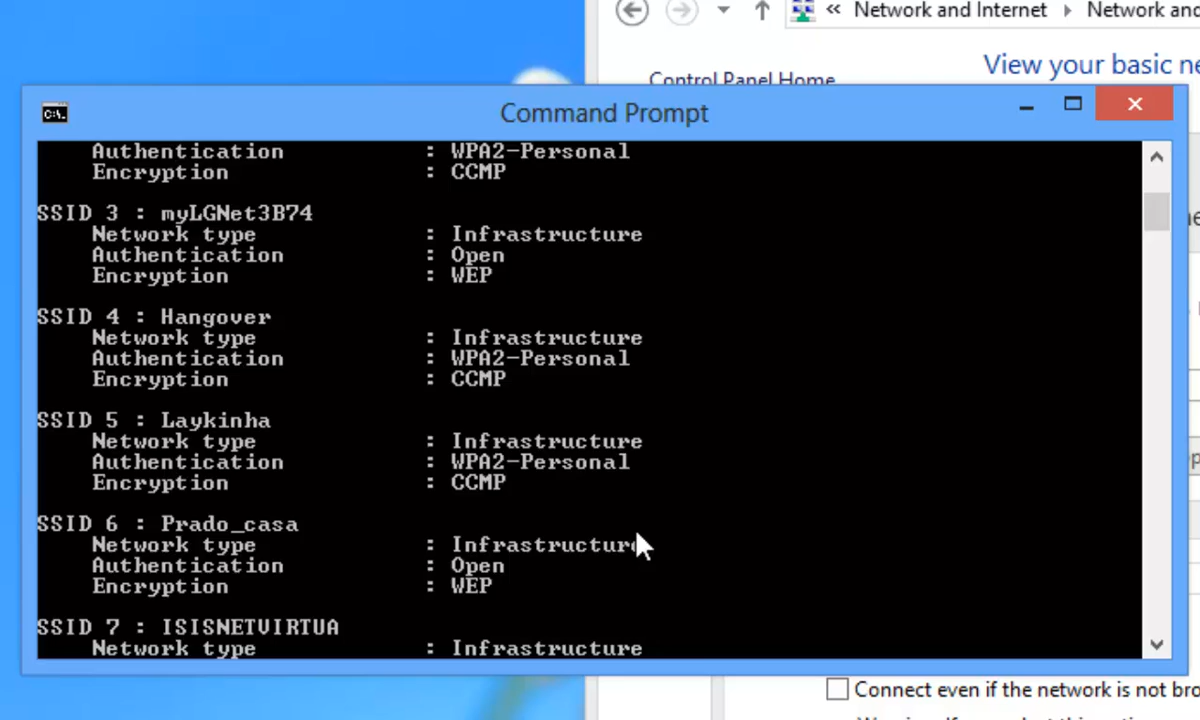 « Network and Internet Network
View your basic
Control Panel Home
C:\.
Command Prompt
Authentication : WPA2-Personal
Encryption : CCMP
SSID 3 : myLGNet3B74
Network type : Infrastructure
Authentication : Open
Encryption : WEP
SSID 4 : Hangover
Network type : Infrastructure
Authentication : WPA2-Personal
Encryption : CCMP
SSID 5 : Laykinha
Network type : Infrastructure
Authentication : WPA2-Personal
Encryption : CCMP
SSID 6 : Prado_casa
Network type : Infrastructure
Authentication : Open
Encryption : WEP
SSID 7 : ISISNETVIRTUA
Network type : Infrastructure
Connect even if the network is not